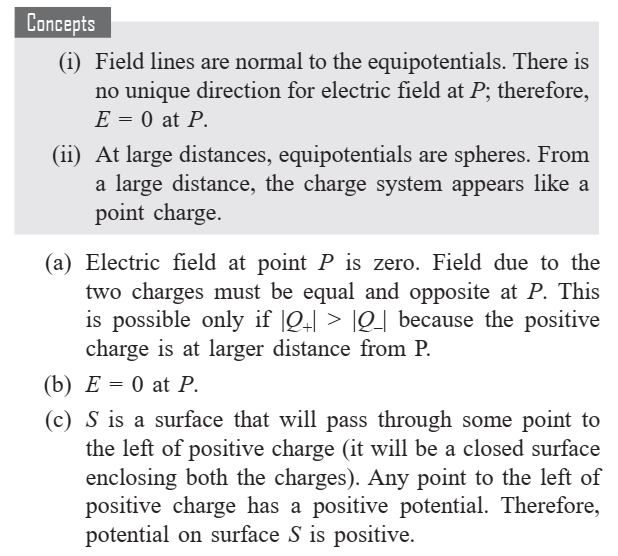 Concepts
(i) Field lines are normal to the equipotentials. There is
no unique direction for electric field at P; therefore,
E = 0 at P.
(ii) At large distances, equipotentials are spheres. From
a large distance, the charge system appears like a
point charge.
(a) Electric field at point P is zero. Field due to the
two charges must be equal and opposite at P. This
is possible only if |Q₊| > |Q₋| because the positive
charge is at larger distance from P.
(b) E = 0 at P.
(c) S is a surface that will pass through some point to
the left of positive charge (it will be a closed surface
enclosing both the charges). Any point to the left of
positive charge has a positive potential. Therefore,
potential on surface S is positive.